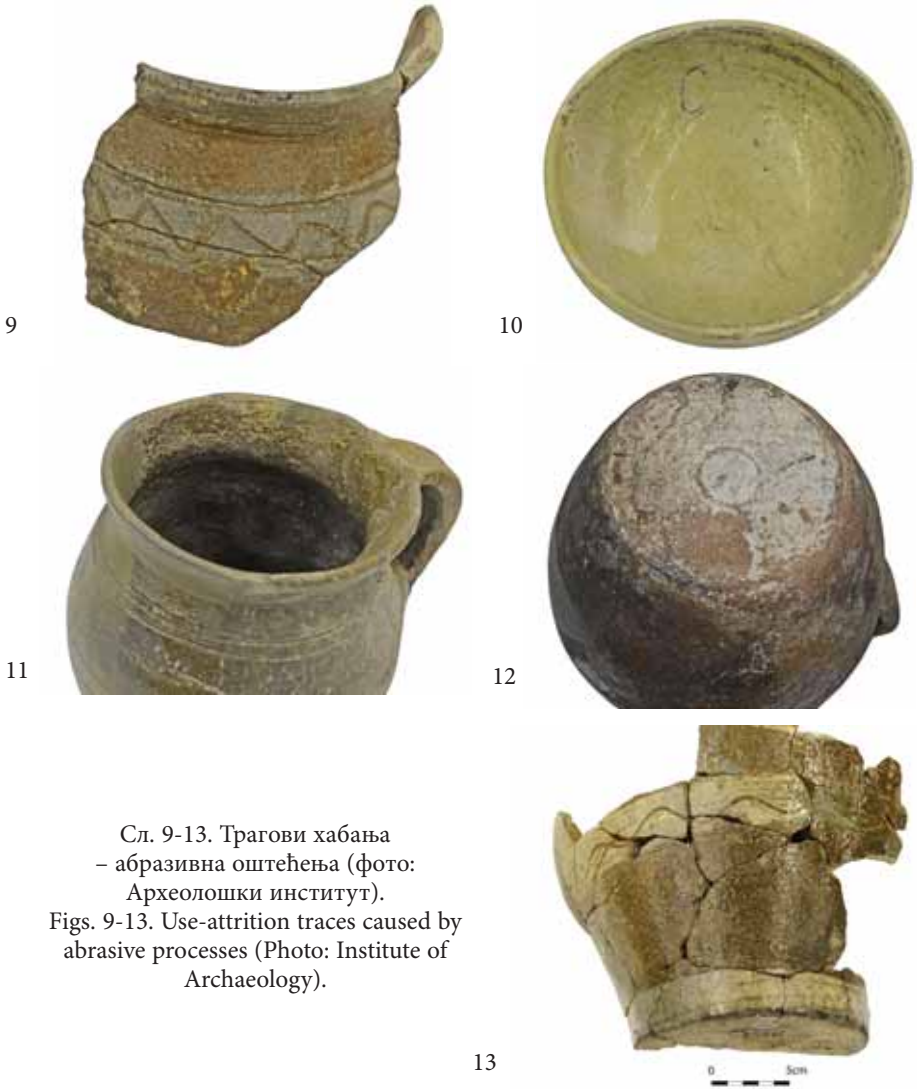 9
10
11
12
Сл. 9-13. Трагови хабања
– абразивна оштећења (фото:
Археолошки институт).
Figs. 9-13. Use-attrition traces caused by
abrasive processes (Photo: Institute of
Archaeology).
13
0 5cm